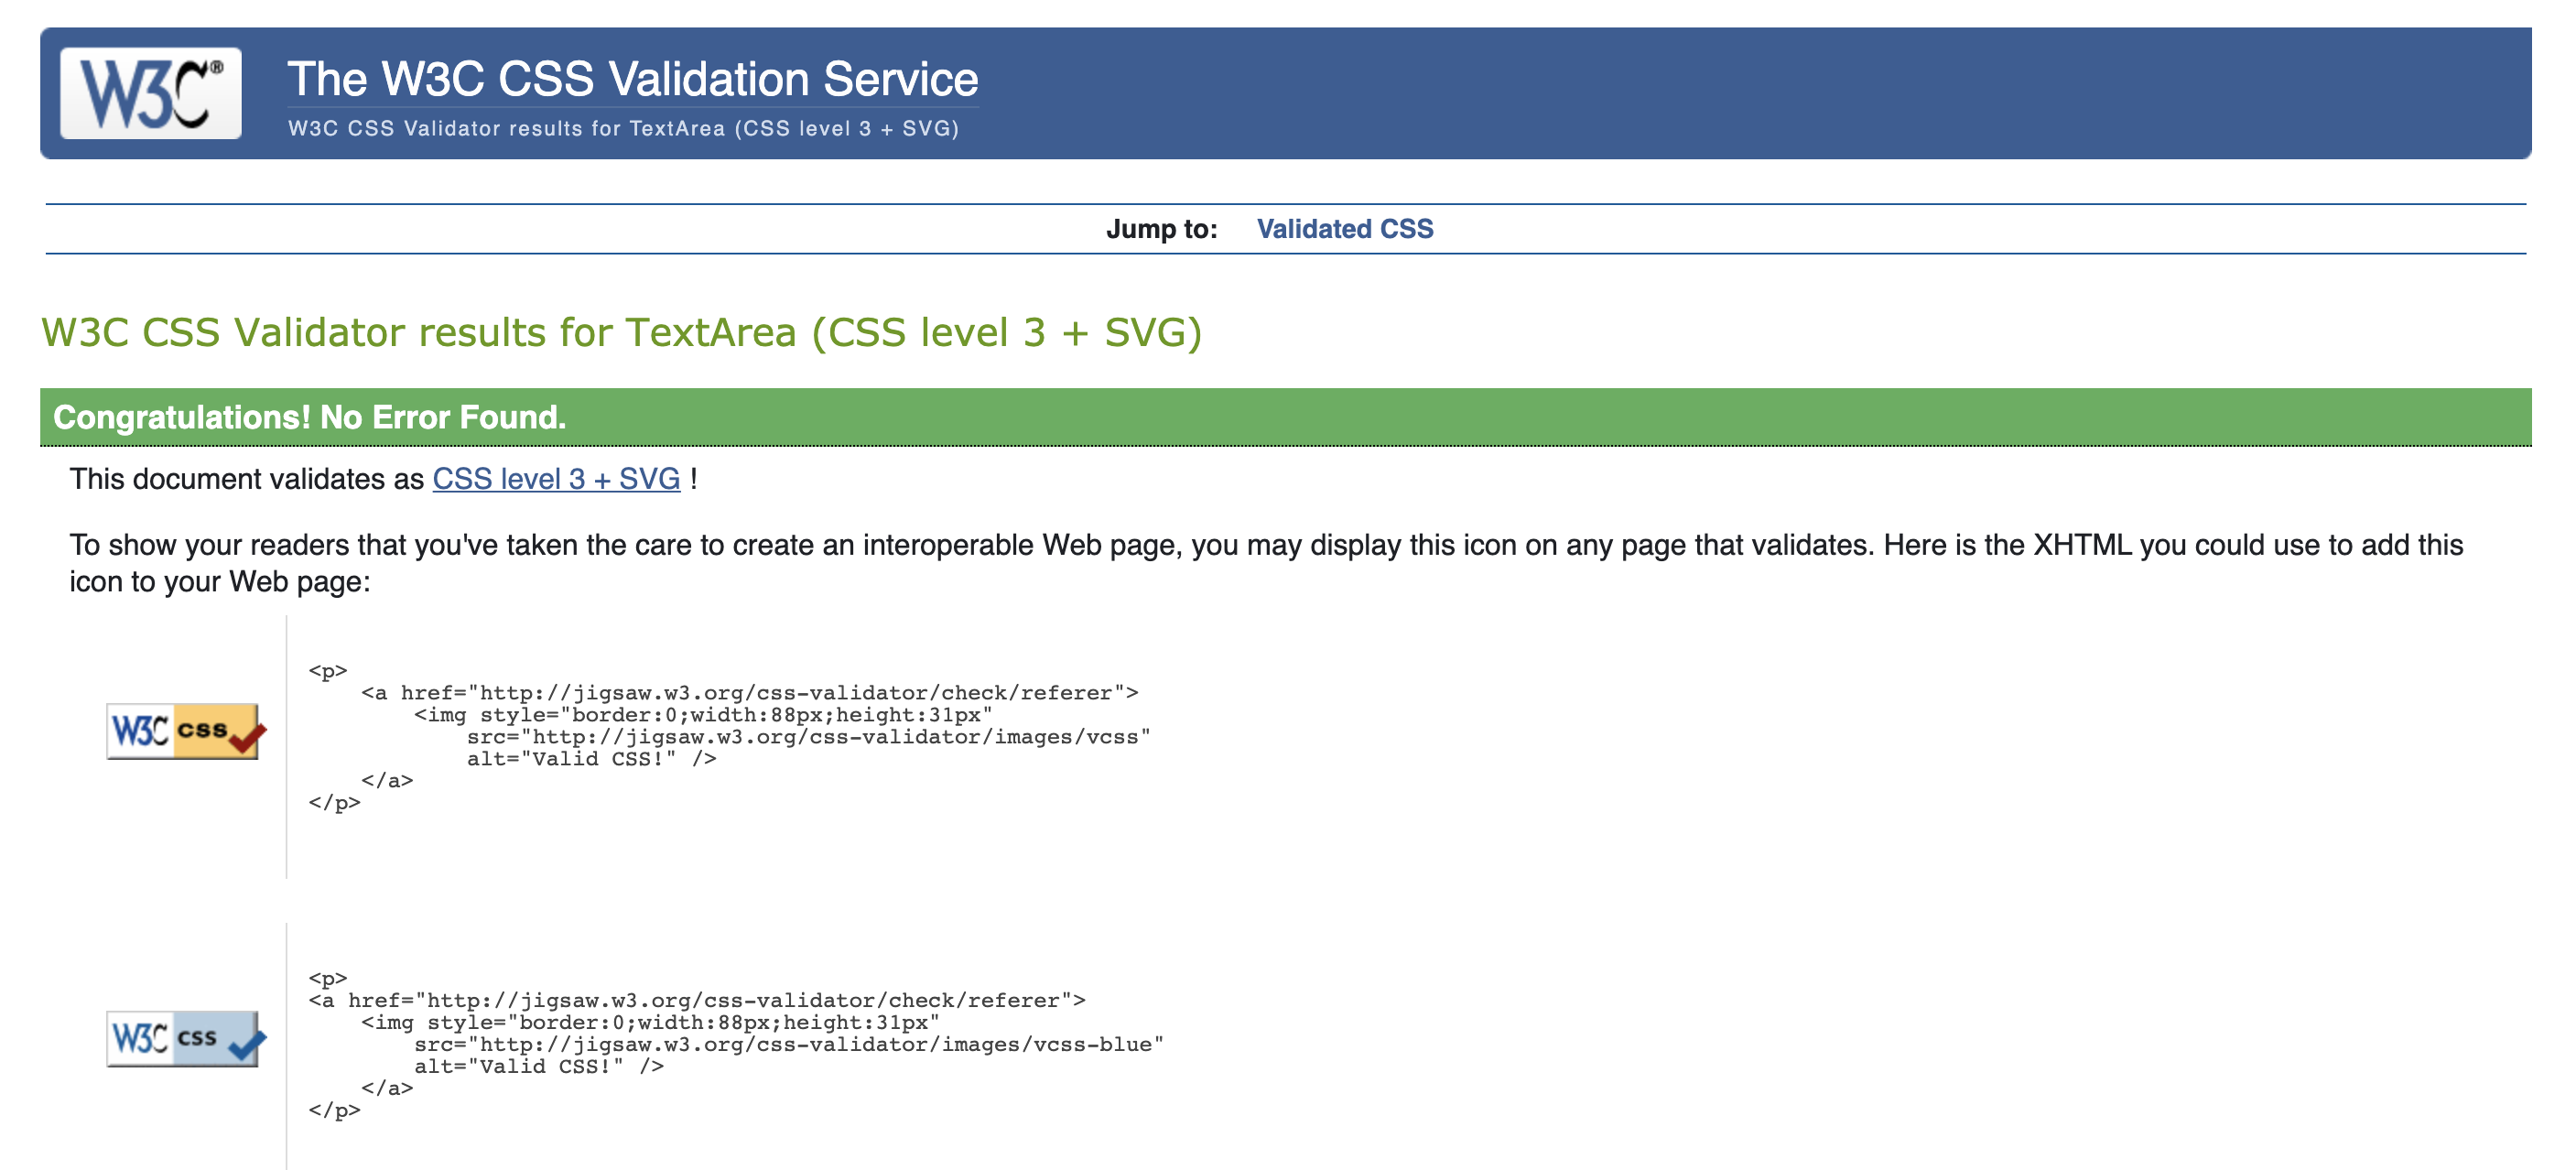 W3C®
The W3C CSS Validation Service
W3C CSS Validator results for TextArea (CSS level 3 + SVG)
Jump to: Validated CSS
W3C CSS Validator results for TextArea (CSS level 3 + SVG)
Congratulations! No Error Found.
This document validates as CSS level 3 + SVG !
To show your readers that you've taken the care to create an interoperable Web page, you may display this icon on any page that validates. Here is the XHTML you could use to add this
icon to your Web page:
W3C css
<p>
    <a href="http://jigsaw.w3.org/css-validator/check/referer">
        <img style="border:0;width:88px;height:31px"
            src="http://jigsaw.w3.org/css-validator/images/vcss"
            alt="Valid CSS!" />
    </a>
</p>
W3C css
<p>
<a href="http://jigsaw.w3.org/css-validator/check/referer">
    <img style="border:0;width:88px;height:31px"
        src="http://jigsaw.w3.org/css-validator/images/vcss-blue"
        alt="Valid CSS!" />
    </a>
</p>